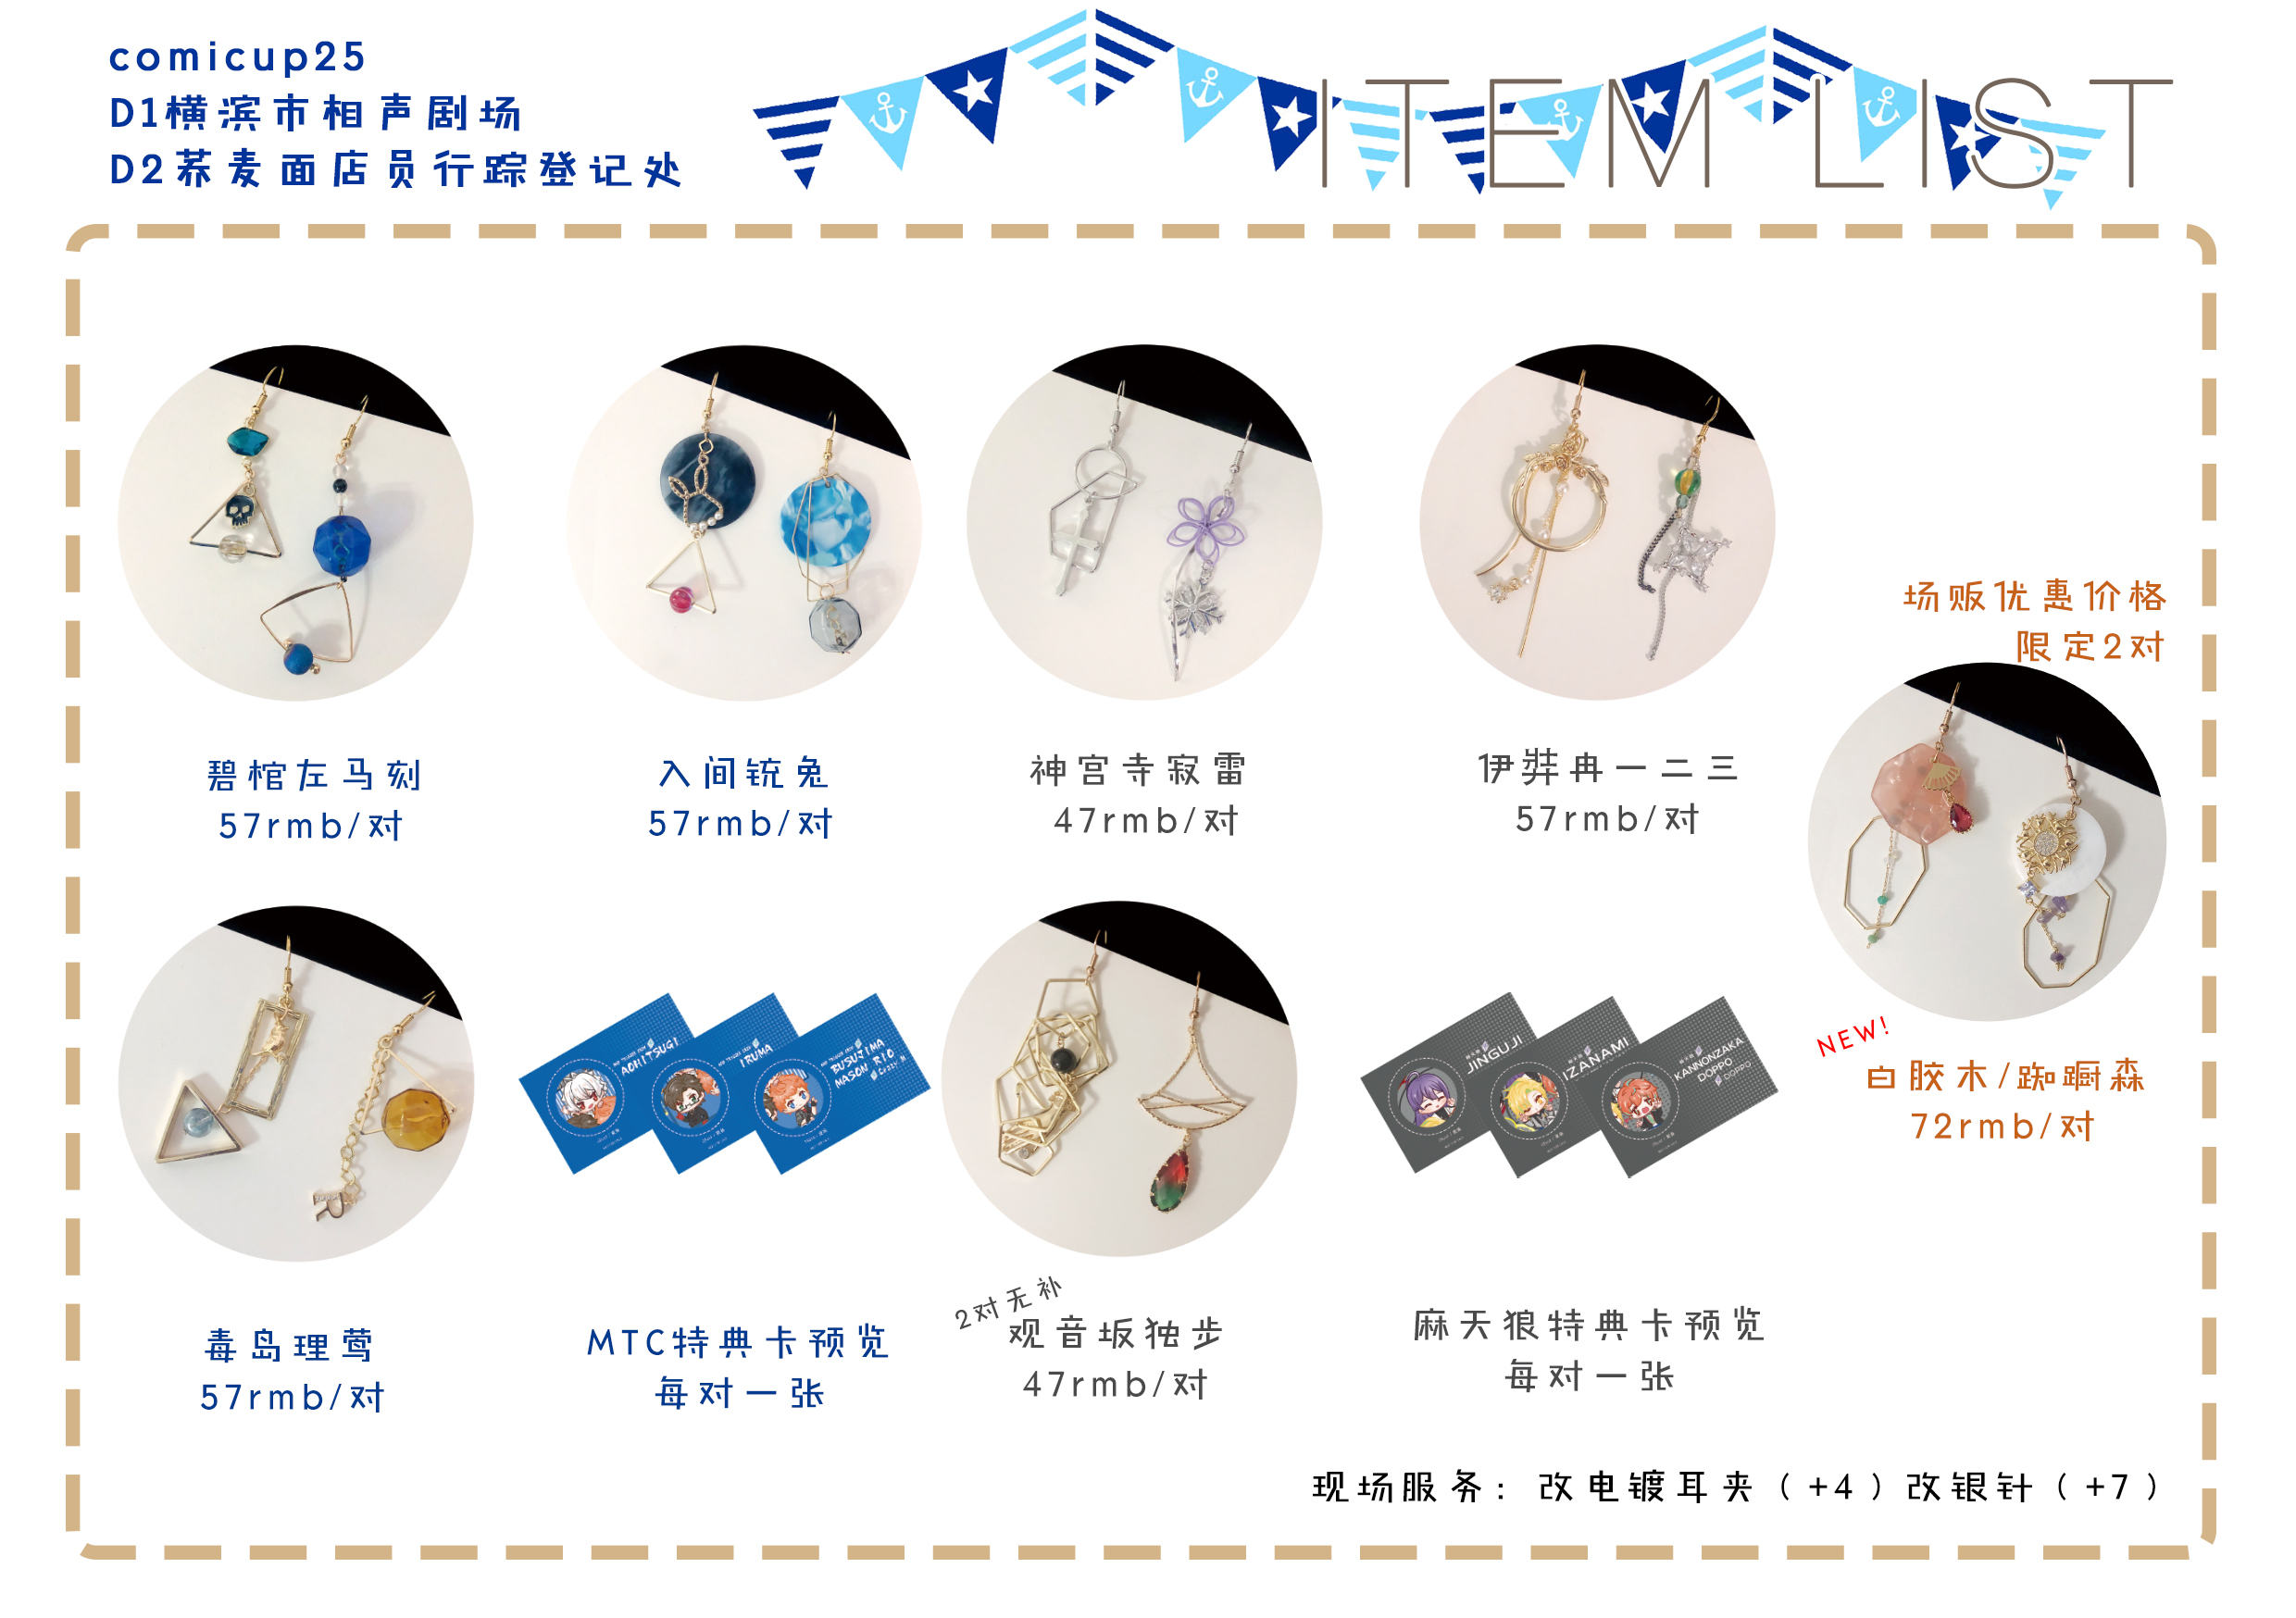 comicup25
D1横滨市相声剧场
D2荞麦面店员行踪登记处
ITEM LIST
碧棺左马刻
57rmb/对
入间铳兔
57rmb/对
神宫寺寂雷
47rmb/对
伊弉冉一二三
57rmb/对
场贩优惠价格
限定2对
NEW!
白胶木/踟蹰森
72rmb/对
R
毒岛理莺
57rmb/对
AOHITSUGI
IRUMA
BUSUJIMA
MASON RIO
MTC特典卡预览
每对一张
2对无补
观音坂独步
47rmb/对
JINGUJI
IZANAMI
KANNONZAKA
DOPPO
DOPPO
麻天狼特典卡预览
每对一张
现场服务：改电镀耳夹（+4）改银针（+7）